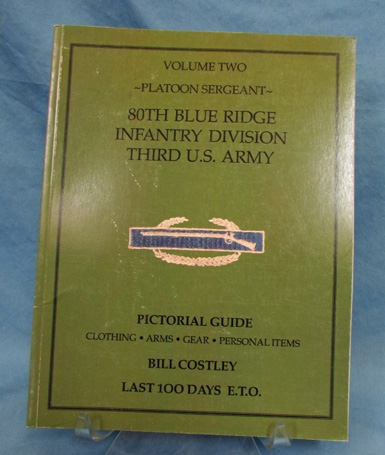 VOLUME TWO
~PLATOON SERGEANT~
80TH BLUE RIDGE
INFANTRY DIVISION
THIRD U.S. ARMY
PICTORIAL GUIDE
CLOTHING • ARMS • GEAR • PERSONAL ITEMS
BILL COSTLEY
LAST 100 DAYS E.T.O.